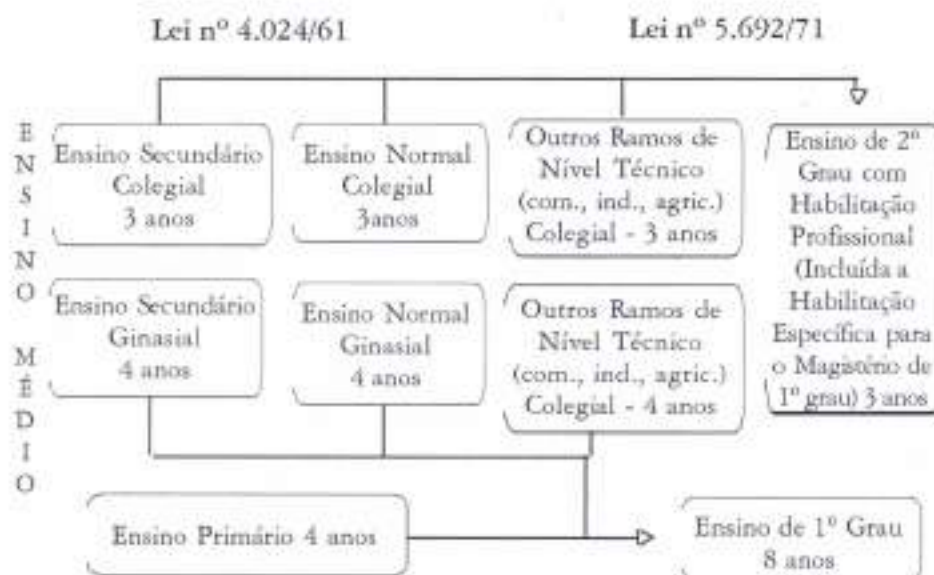 Lei nº 4.024/61
Lei nº 5.692/71
ENSINO MÉDIO
Ensino Secundário
Colegial
3 anos
Ensino Normal
Colegial
3anos
Outros Ramos de
Nível Técnico
(com., ind., agric.)
Colegial - 3 anos
Ensino de 2º
Grau com
Habilitação
Profissional
(Incluída a
Habilitação
Específica para
o Magistério de
1º grau) 3 anos
Ensino Secundário
Ginasial
4 anos
Ensino Normal
Ginasial
4 anos
Outros Ramos de
Nível Técnico
(com., ind., agric.)
Colegial - 4 anos
Ensino Primário 4 anos
Ensino de 1º Grau
8 anos